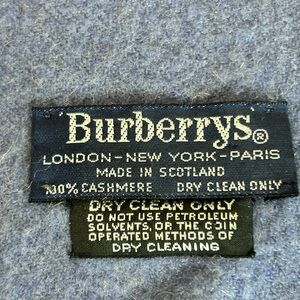 Burberrys®
LONDON-NEW YORK-PARIS
MADE IN SCOTLAND
100% CASHMERE DRY CLEAN ONLY
DRY CLEAN ONLY
DO NOT USE PETROLEUM
SOLVENTS, OR THE COIN
OPERATED METHODS OF
DRY CLEANING